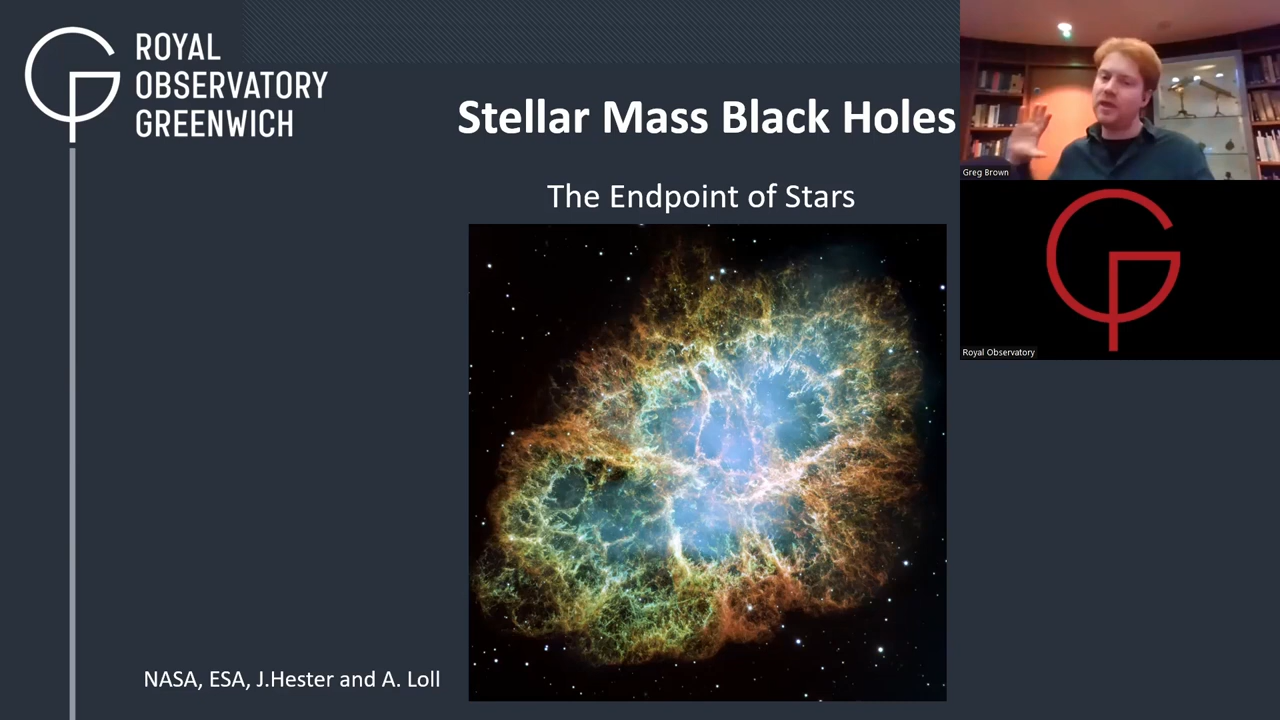 ROYAL
OBSERVATORY
GREENWICH
Stellar Mass Black Holes
The Endpoint of Stars
NASA, ESA, J.Hester and A. Loll
Greg Brown
Royal Observatory